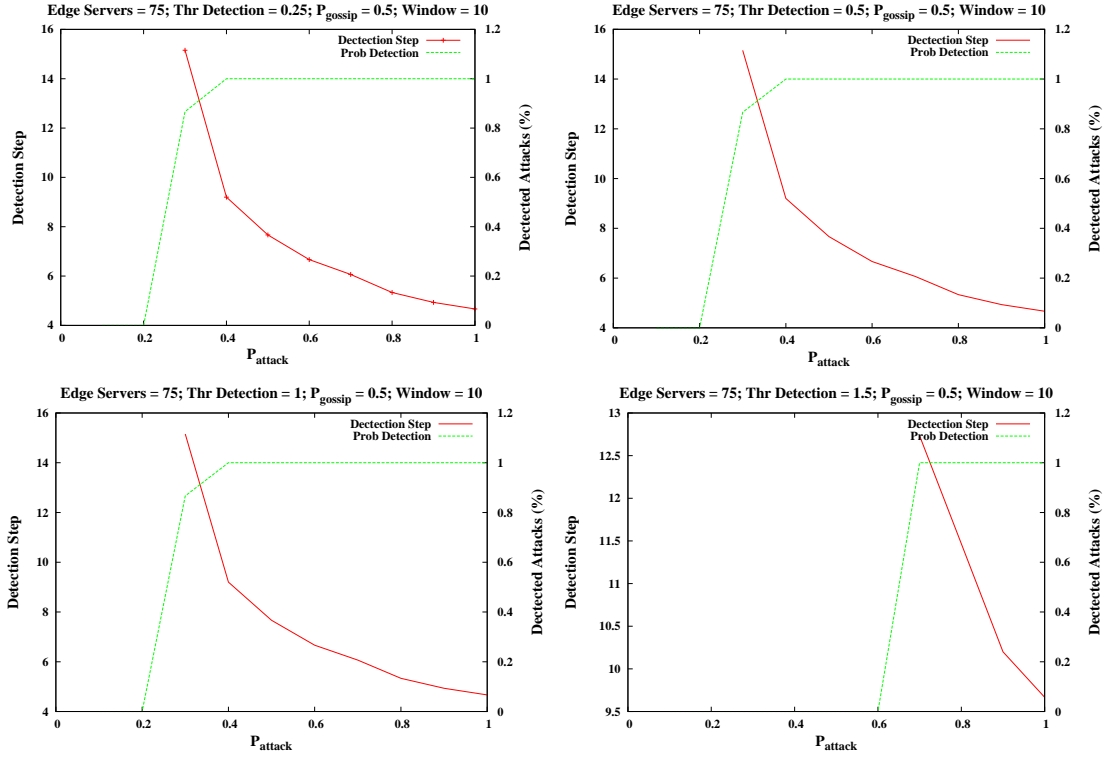 Edge Servers = 75; Thr Detection = 0.25; P_gossip = 0.5; Window = 10
Dectection Step
Prob Detection
16
14
12
10
8
6
4
1.2
1
0.8
0.6
0.4
0.2
0
0 0.2 0.4 0.6 0.8 1
Detection Step
Dectected Attacks (%)
P_attack
Edge Servers = 75; Thr Detection = 0.5; P_gossip = 0.5; Window = 10
Dectection Step
Prob Detection
16
14
12
10
8
6
4
1.2
1
0.8
0.6
0.4
0.2
0
0 0.2 0.4 0.6 0.8 1
Detection Step
Dectected Attacks (%)
P_attack
Edge Servers = 75; Thr Detection = 1; P_gossip = 0.5; Window = 10
Dectection Step
Prob Detection
16
14
12
10
8
6
4
1.2
1
0.8
0.6
0.4
0.2
0
0 0.2 0.4 0.6 0.8 1
Detection Step
Dectected Attacks (%)
P_attack
Edge Servers = 75; Thr Detection = 1.5; P_gossip = 0.5; Window = 10
Dectection Step
Prob Detection
13
12.5
12
11.5
11
10.5
10
9.5
1.2
1
0.8
0.6
0.4
0.2
0
0 0.2 0.4 0.6 0.8 1
Detection Step
Dectected Attacks (%)
P_attack